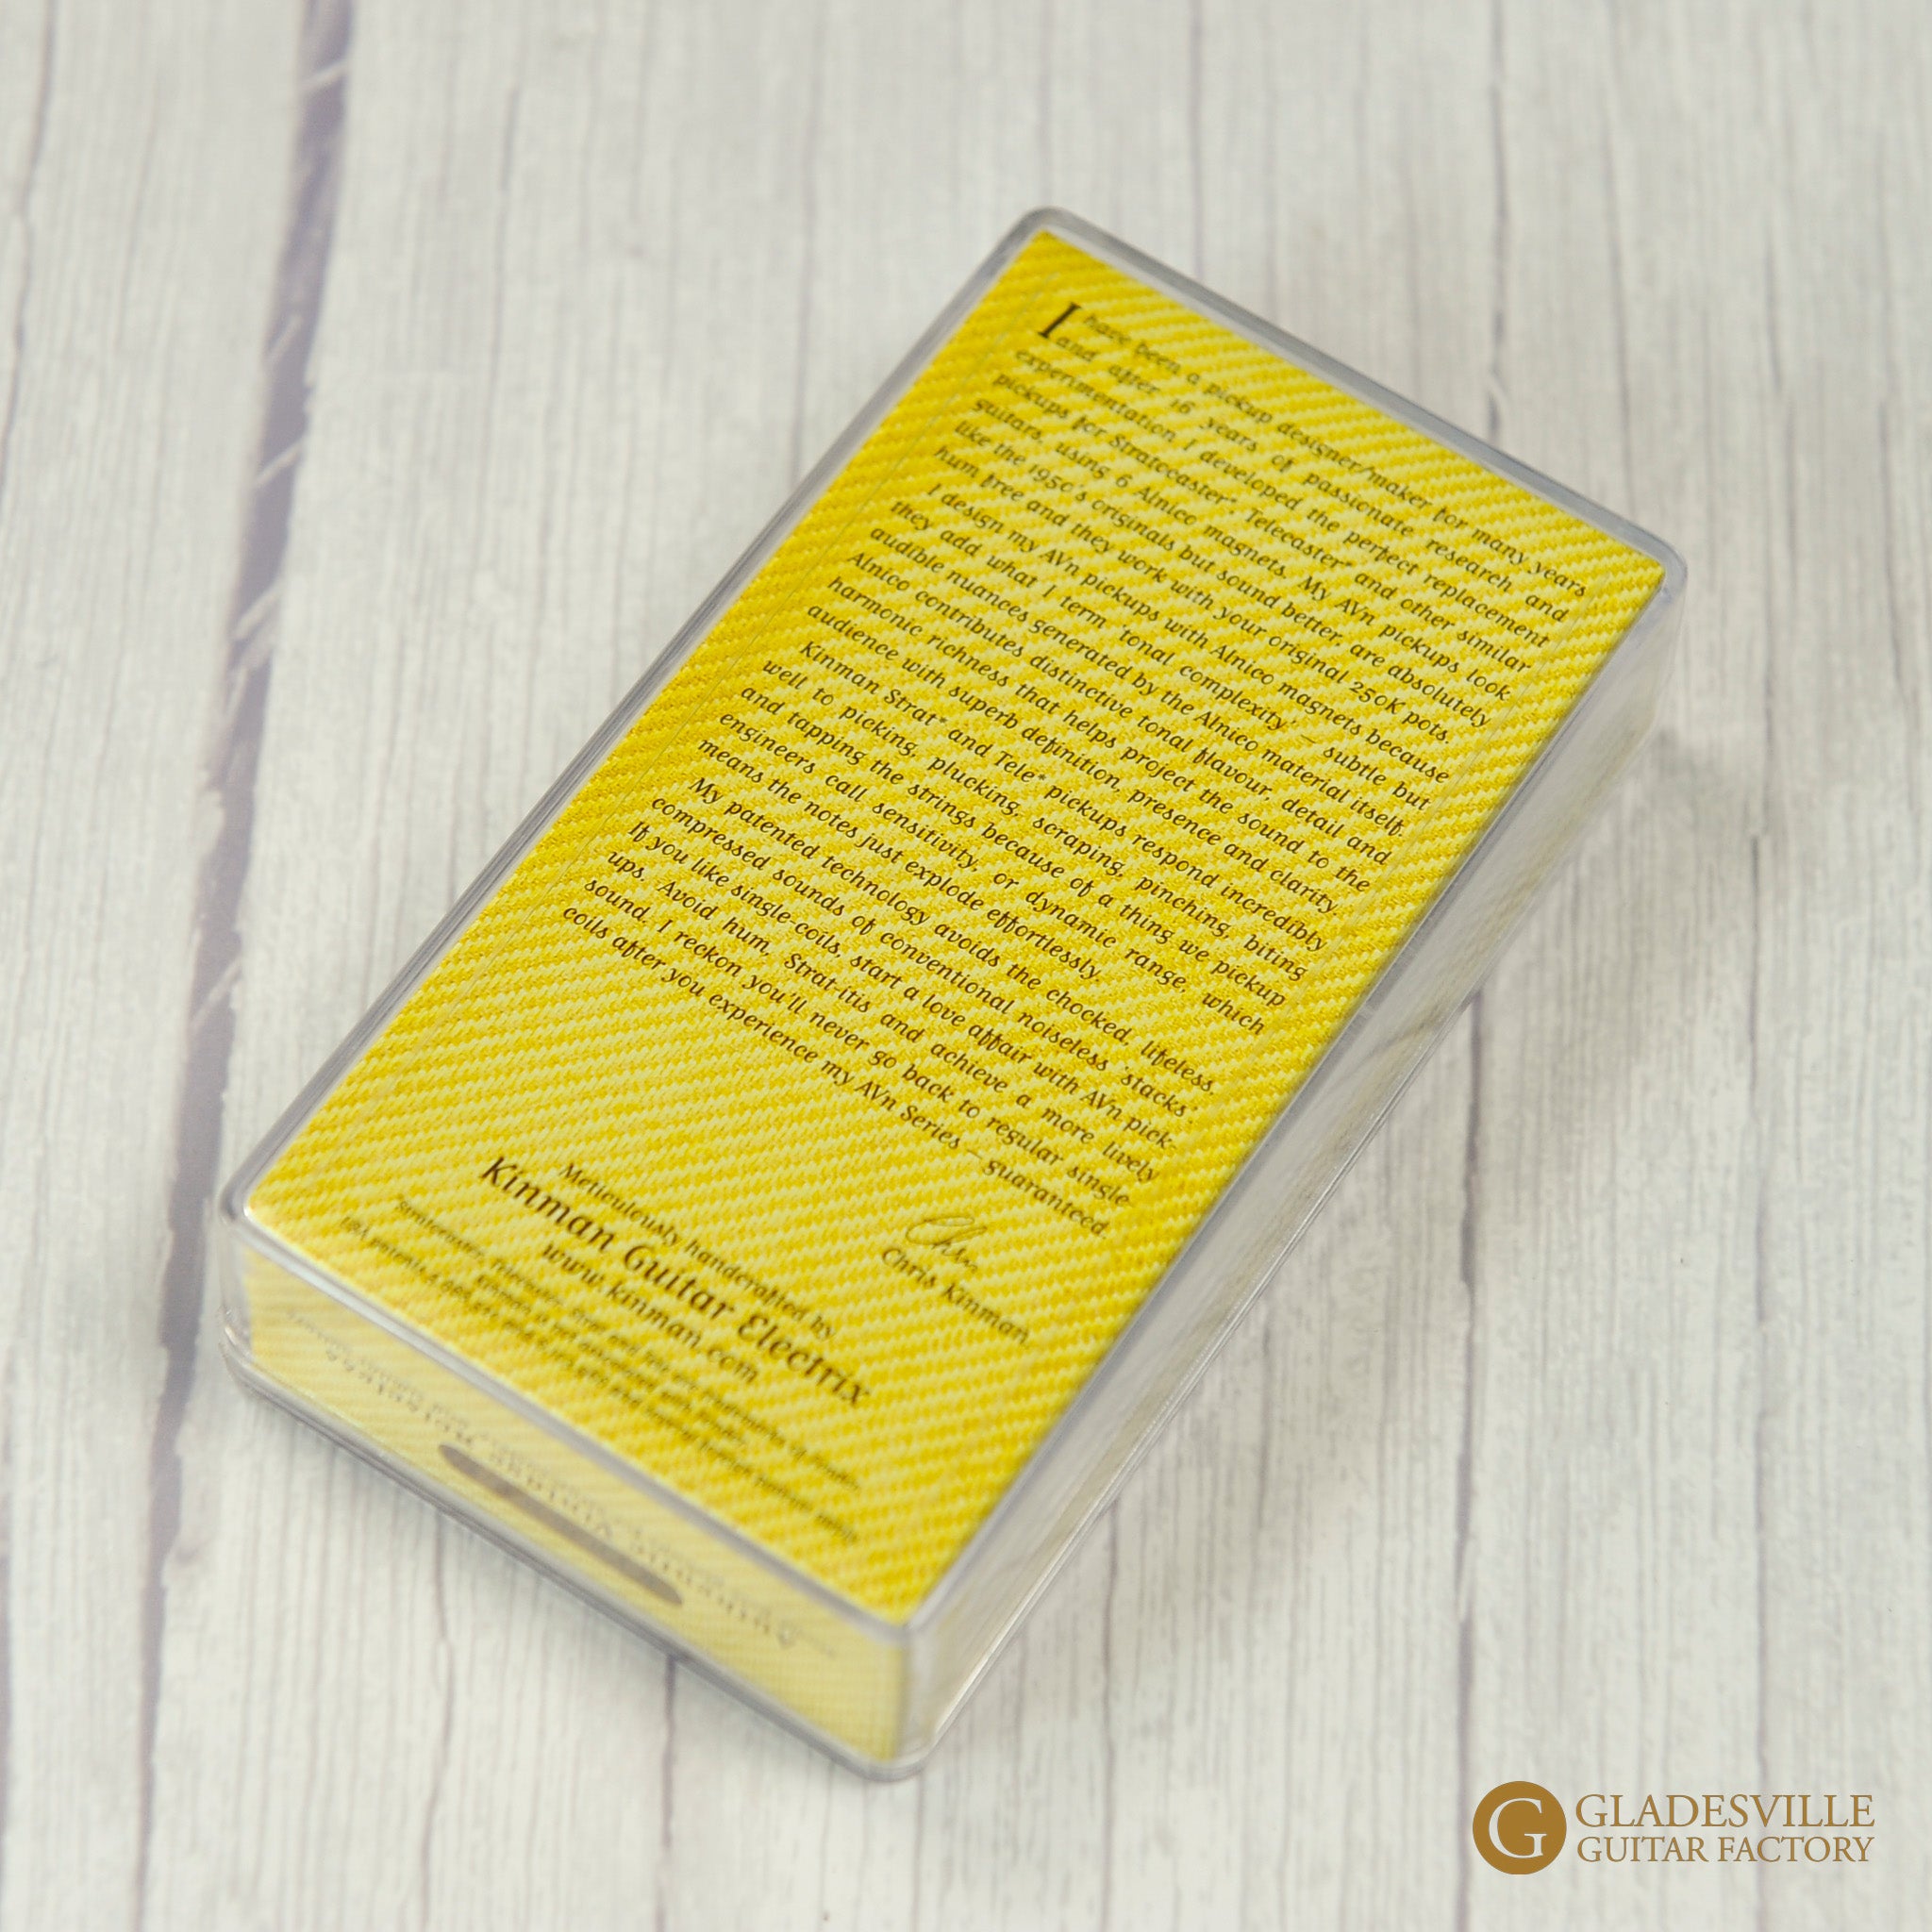 I have been a pickup designer/maker for many years
and after 16 years of passionate research and
experimentation I developed the perfect replacement
pickups for Stratocaster* Telecaster* and other similar
guitars, using 6 Alnico magnets. My AVn pickups look
like the 1950's originals but sound better, are absolutely
hum free and they work with your original 250K pots.
I design my AVn pickups with Alnico magnets because
they add what I term 'tonal complexity' – subtle but
audible nuances generated by the Alnico material itself.
Alnico contributes distinctive tonal flavour, detail and
harmonic richness that helps project the sound to the
audience with superb definition, presence and clarity.
Kinman Strat* and Tele* pickups respond incredibly
well to picking, plucking, scraping, pinching, biting
and tapping the strings because of a thing we pickup
engineers call sensitivity, or dynamic range, which
means the notes just explode effortlessly.
My patented technology avoids the chocked, lifeless,
compressed sounds of conventional noiseless 'stacks'.
If you like single-coils, start a love affair with AVn pick-
ups. Avoid hum, Strat-itis and achieve a more lively
sound. I reckon you'll never go back to regular single-
coils after you experience my AVn Series – guaranteed.
Chris
Chris Kinman.
Meticulously handcrafted by
Kinman Guitar Electrix
www.kinman.com
GLADESVILLE
GUITAR FACTORY